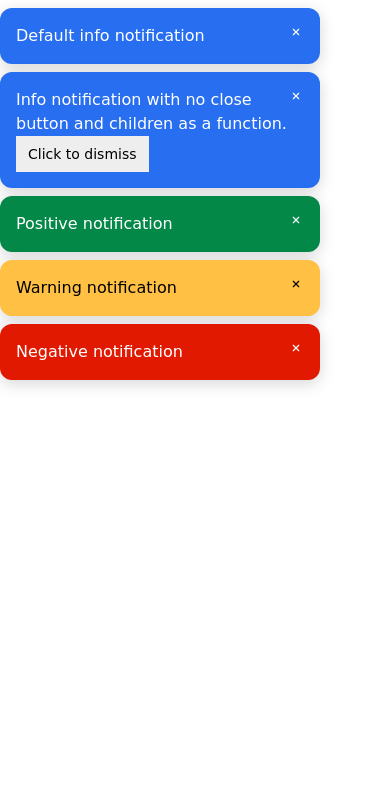 Default info notification ×
Info notification with no close ×
button and children as a function.
Click to dismiss
Positive notification ×
Warning notification ×
Negative notification ×